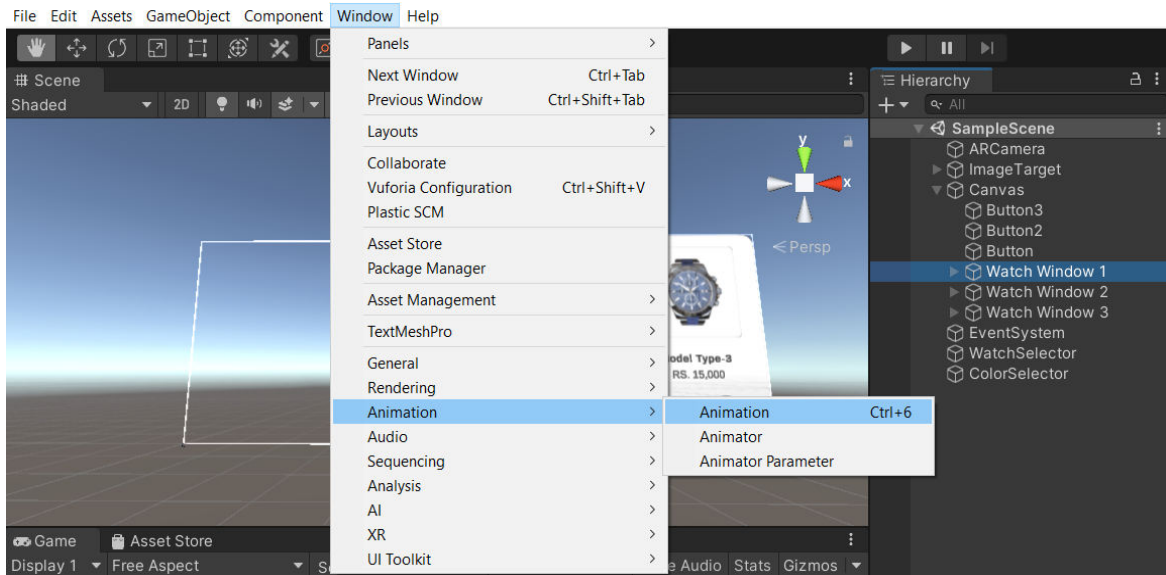 File Edit Assets GameObject Component Window Help
# Scene
Shaded
2D
Panels
Next Window Ctrl+Tab
Previous Window Ctrl+Shift+Tab
Layouts
Collaborate
Vuforia Configuration Ctrl+Shift+V
Plastic SCM
Asset Store
Package Manager
Asset Management
TextMeshPro
General
Rendering
Animation
Audio
Sequencing
Analysis
AI
XR
UI Toolkit
Animation Ctrl+6
Animator
Animator Parameter
y
x
Persp
Type-3
RS. 15,000
Hierarchy
All
SampleScene
ARCamera
ImageTarget
Canvas
Button3
Button2
Button
Watch Window 1
Watch Window 2
Watch Window 3
EventSystem
WatchSelector
ColorSelector
Game Asset Store
Display 1 Free Aspect
Audio Stats Gizmos